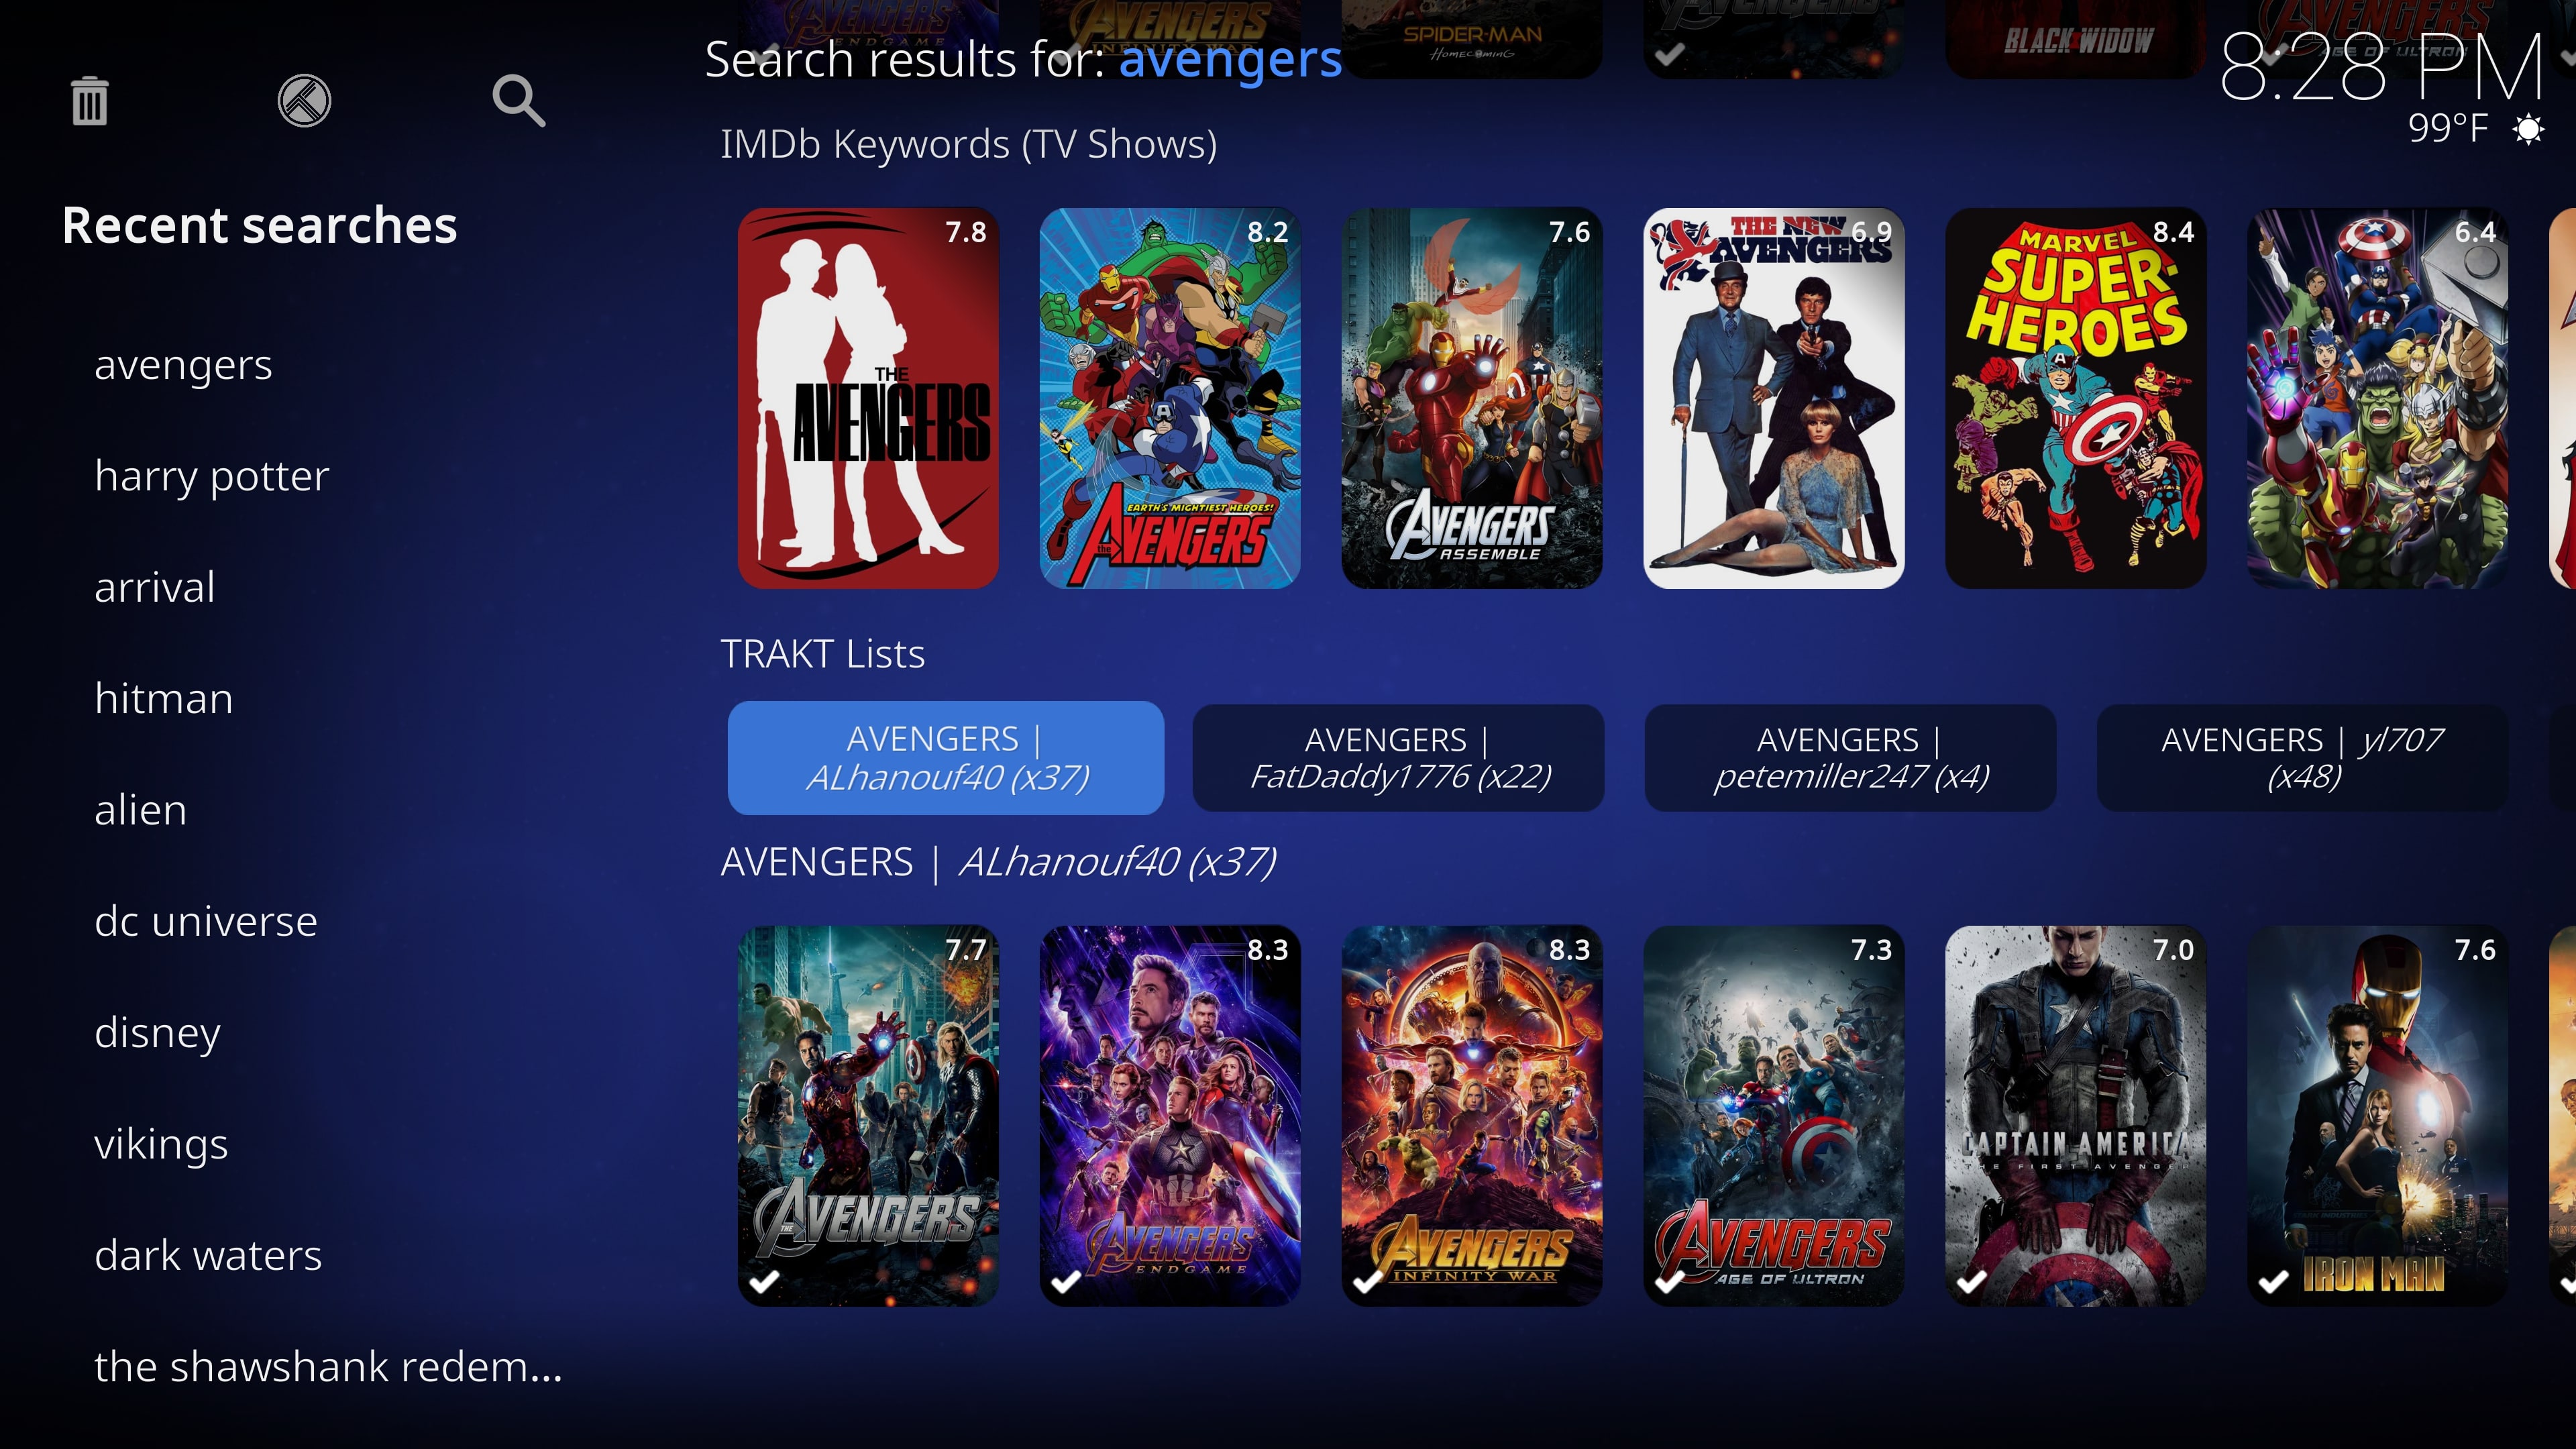 AVENGERS
ENDGAME
AVENGERS
INFINITY WAR
SPIDER-MAN
HOMECOMING
AVENGERS
BLACK WIDOW
AVENGERS
AGE OF ULTRON
Search results for: avengers
8:28 PM
99°F
IMDb Keywords (TV Shows)
Recent searches
avengers
harry potter
arrival
hitman
alien
dc universe
disney
vikings
dark waters
the shawshank redem...
7.8
THE
AVENGERS
8.2
EARTH'S MIGHTIEST HEROES!
the AVENGERS
7.6
AVENGERS
ASSEMBLE
6.9
THE NEW
AVENGERS
8.4
MARVEL
SUPER-
HEROES
6.4
TRAKT Lists
AVENGERS |
ALhanouf40 (x37)
AVENGERS |
FatDaddy1776 (x22)
AVENGERS |
petemiller247 (x4)
AVENGERS | yl707
(x48)
AVENGERS | ALhanouf40 (x37)
7.7
THE AVENGERS
8.3
AVENGERS
ENDGAME
8.3
AVENGERS
INFINITY WAR
7.3
AVENGERS
AGE OF ULTRON
7.0
CAPTAIN AMERICA
THE FIRST AVENGER
7.6
IRON MAN